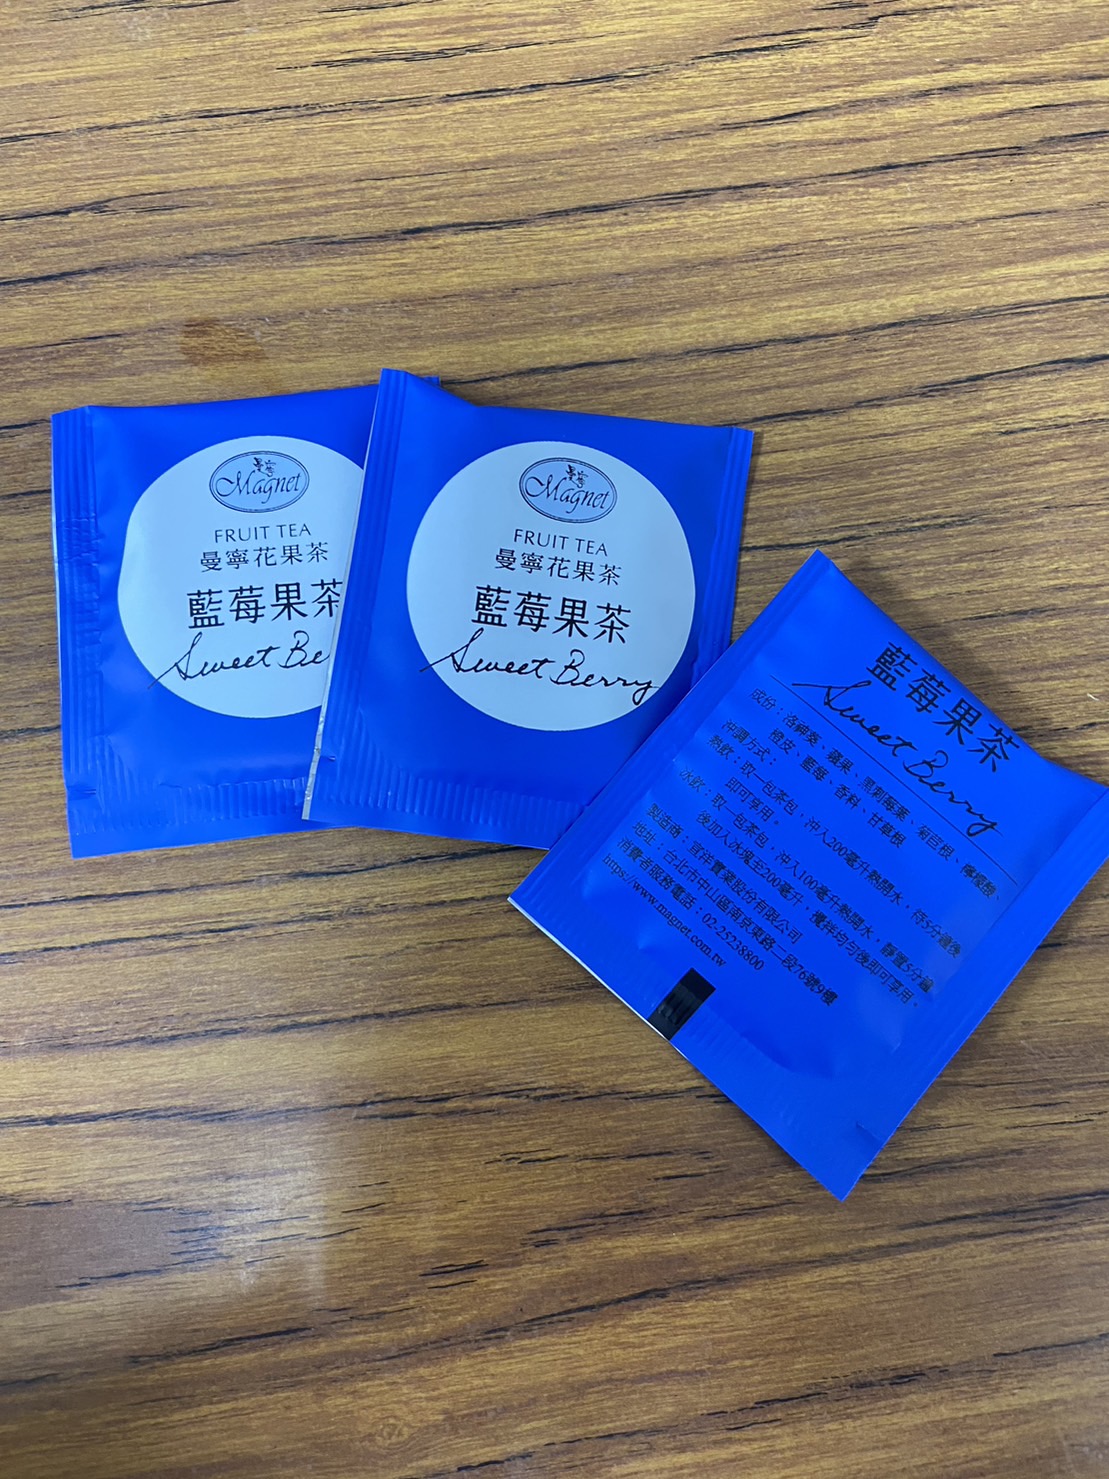 曼寧
Magnet
FRUIT TEA
曼寧花果茶
藍莓果茶
Sweet Be
曼寧
Magnet
FRUIT TEA
曼寧花果茶
藍莓果茶
Sweet Berry
藍莓果茶
Sweet Berry
成份：洛神葵、蘋果、黑刺莓葉、菊苣根、檸檬酸、
橙皮、藍莓、香料、甘草根
沖調方式：
熱飲：取一包茶包，沖入200毫升熱開水，待5分鐘後
即可享用。
冰飲：取一包茶包，沖入100毫升熱開水，靜置5分鐘
後加入冰塊至200毫升，攪拌均勻後即可享用。
製造商：宜祥實業股份有限公司
地址：台北市中山區南京東路二段76號9樓
消費者服務電話：02-25238800
https://www.magnet.com.tw